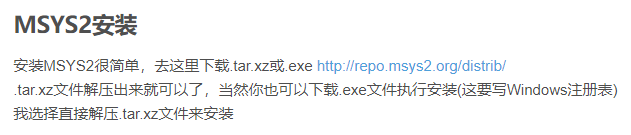 MSYS2安装
安装MSYS2很简单，去这里下载.tar.xz或.exe http://repo.msys2.org/distrib/
.tar.xz文件解压出来就可以了，当然你也可以下载.exe文件执行安装(这要写Windows注册表)
我选择直接解压.tar.xz文件来安装